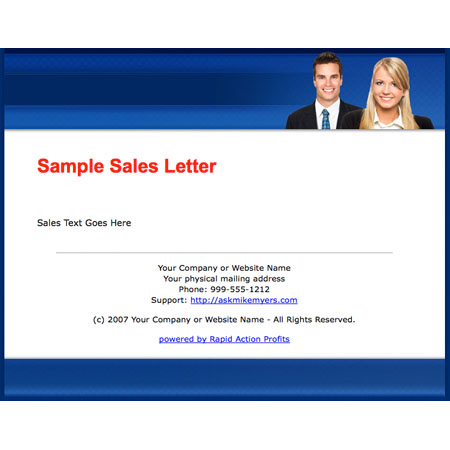 Sample Sales Letter
Sales Text Goes Here
Your Company or Website Name
Your physical mailing address
Phone: 999-555-1212
Support: http://askmikemyers.com
(c) 2007 Your Company or Website Name - All Rights Reserved.
powered by Rapid Action Profits